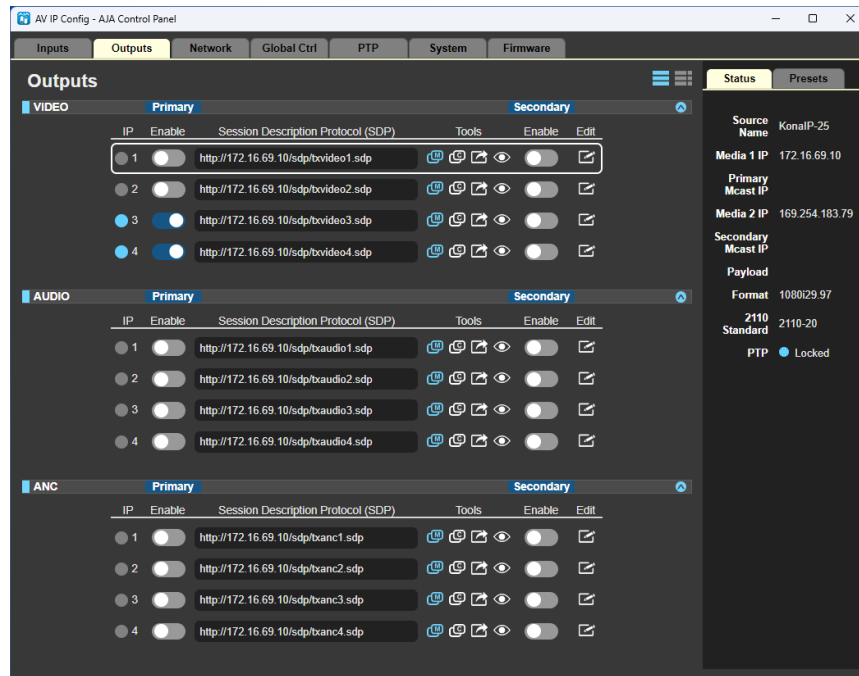 AV IP Config - AJA Control Panel
Inputs Outputs Network Global Ctrl PTP System Firmware
Outputs
VIDEO Primary Secondary
IP Enable Session Description Protocol (SDP) Tools Enable Edit
1 http://172.16.69.10/sdp/txvideo1.sdp M C
2 http://172.16.69.10/sdp/txvideo2.sdp M C
3 http://172.16.69.10/sdp/txvideo3.sdp M C
4 http://172.16.69.10/sdp/txvideo4.sdp M C
AUDIO Primary Secondary
IP Enable Session Description Protocol (SDP) Tools Enable Edit
1 http://172.16.69.10/sdp/txaudio1.sdp M C
2 http://172.16.69.10/sdp/txaudio2.sdp M C
3 http://172.16.69.10/sdp/txaudio3.sdp M C
4 http://172.16.69.10/sdp/txaudio4.sdp M C
ANC Primary Secondary
IP Enable Session Description Protocol (SDP) Tools Enable Edit
1 http://172.16.69.10/sdp/txanc1.sdp M C
2 http://172.16.69.10/sdp/txanc2.sdp M C
3 http://172.16.69.10/sdp/txanc3.sdp M C
4 http://172.16.69.10/sdp/txanc4.sdp M C
Status Presets
Source
Name KonaIP-25
Media 1 IP 172.16.69.10
Primary
Mcast IP
Media 2 IP 169.254.183.79
Secondary
Mcast IP
Payload
Format 1080i29.97
2110
Standard 2110-20
PTP Locked